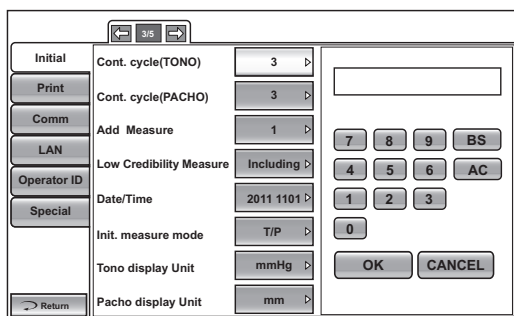 3/5
Initial
Print
Comm
LAN
Operator ID
Special
Return
Cont. cycle(TONO) 3
Cont. cycle(PACHO) 3
Add Measure 1
Low Credibility Measure Including
Date/Time 2011 1101
Init. measure mode T/P
Tono display Unit mmHg
Pacho display Unit mm
7 8 9 BS
4 5 6 AC
1 2 3
0
OK CANCEL